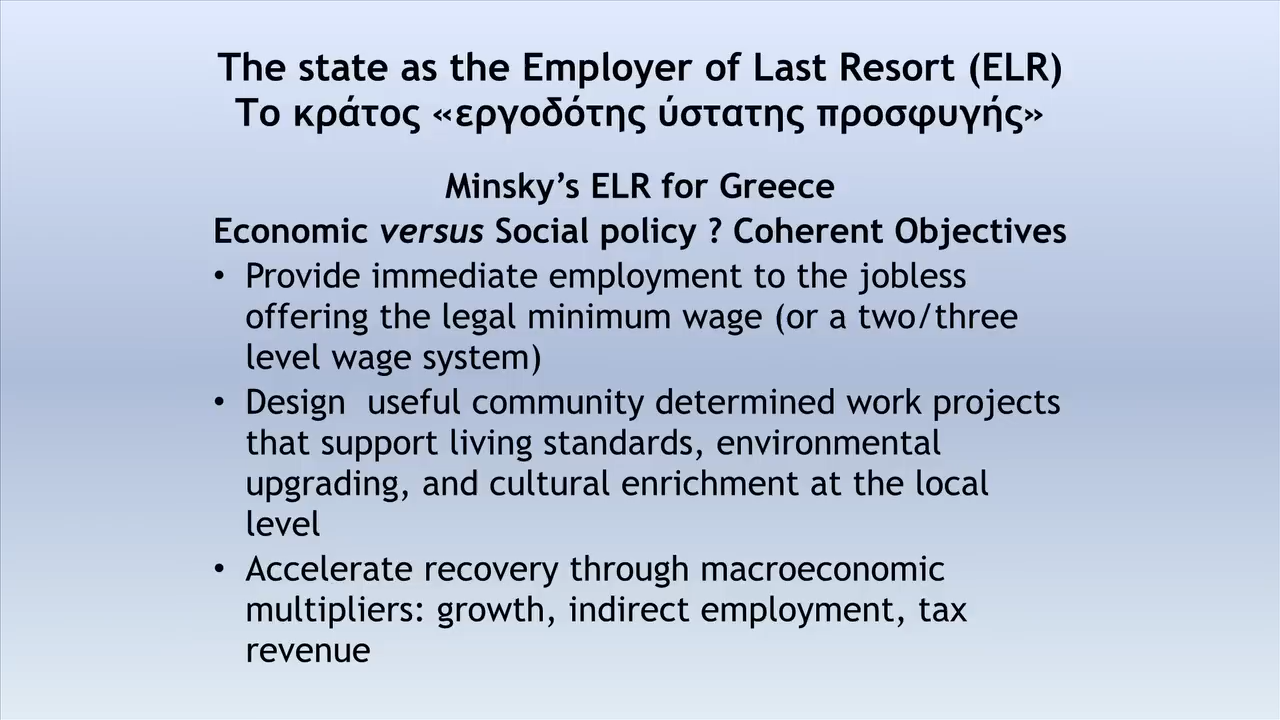 The state as the Employer of Last Resort (ELR)
Το κράτος «εργοδότης ύστατης προσφυγής»
Minsky’s ELR for Greece
Economic versus Social policy ? Coherent Objectives
• Provide immediate employment to the jobless
offering the legal minimum wage (or a two/three
level wage system)
• Design  useful community determined work projects
that support living standards, environmental
upgrading, and cultural enrichment at the local
level
• Accelerate recovery through macroeconomic
multipliers: growth, indirect employment, tax
revenue